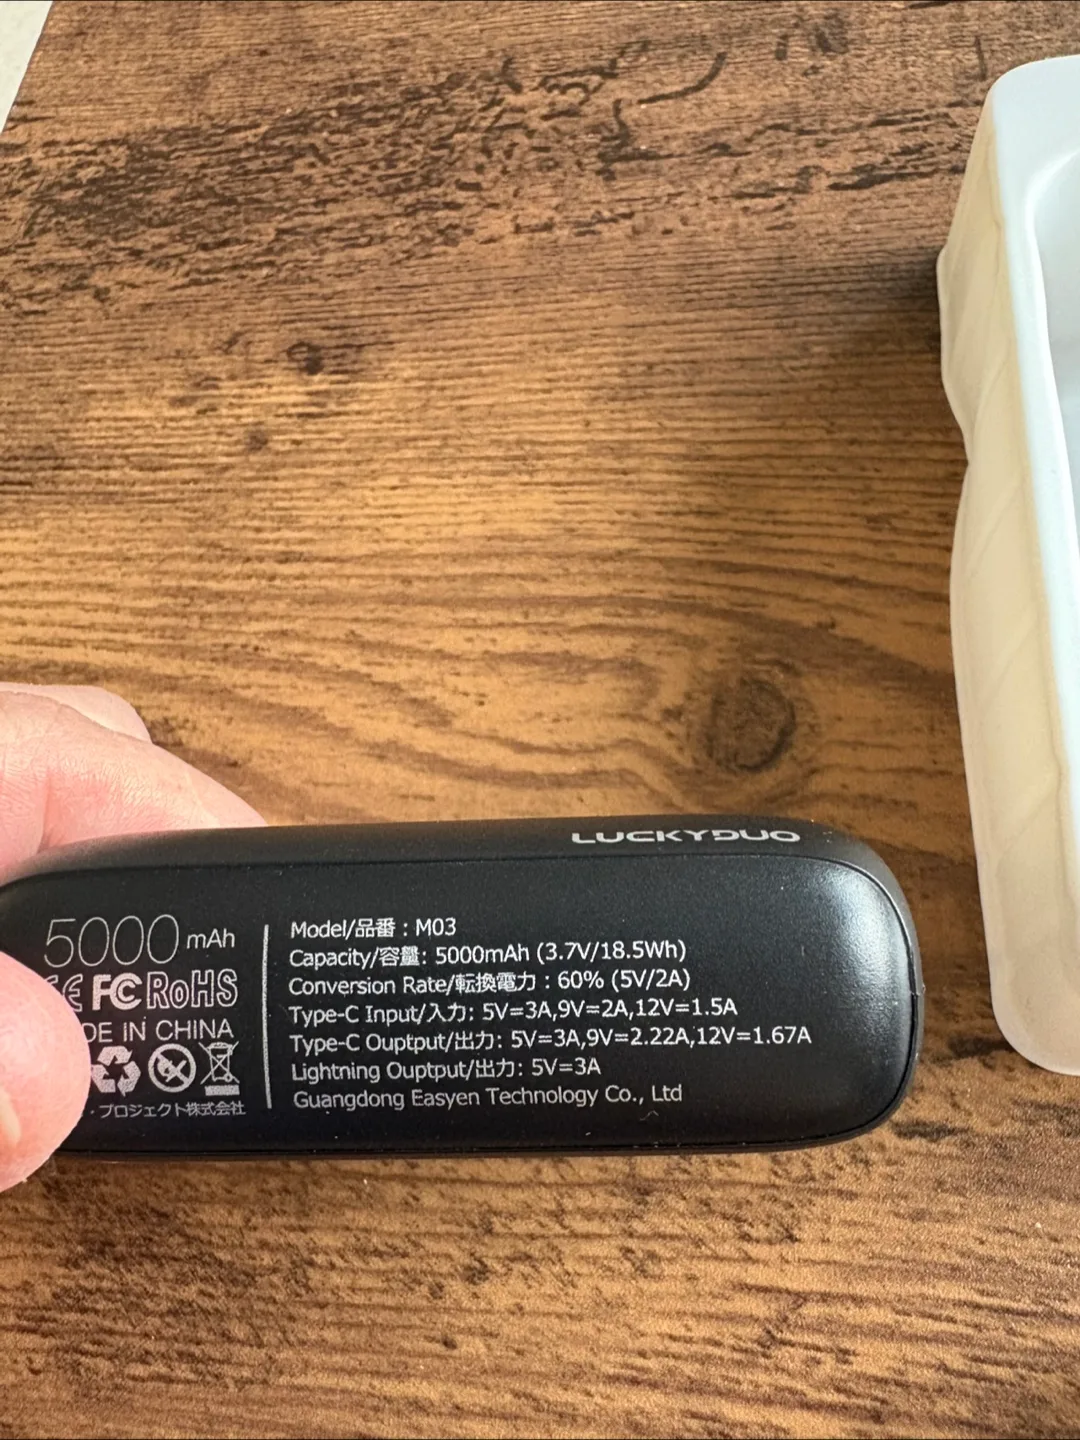 LUCKYDUO
5000 mAh
CE FC RoHS
DE IN CHINA
・プロジェクト株式会社
Model/品番 : M03
Capacity/容量: 5000mAh (3.7V/18.5Wh)
Conversion Rate/転換電力 : 60% (5V/2A)
Type-C Input/入力: 5V=3A,9V=2A,12V=1.5A
Type-C Ouptput/出力: 5V=3A,9V=2.22A,12V=1.67A
Lightning Ouptput/出力: 5V=3A
Guangdong Easyen Technology Co., Ltd